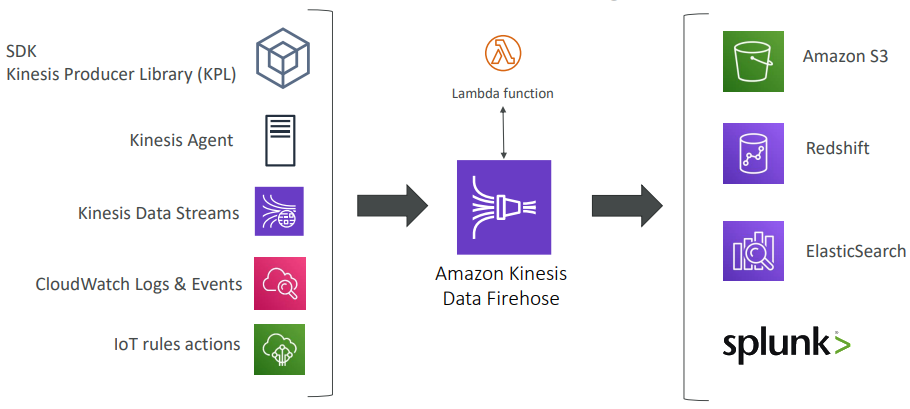 SDK
Kinesis Producer Library (KPL)
Kinesis Agent
Kinesis Data Streams
CloudWatch Logs & Events
IoT rules actions
Lambda function
Amazon Kinesis
Data Firehose
Amazon S3
Redshift
ElasticSearch
splunk>